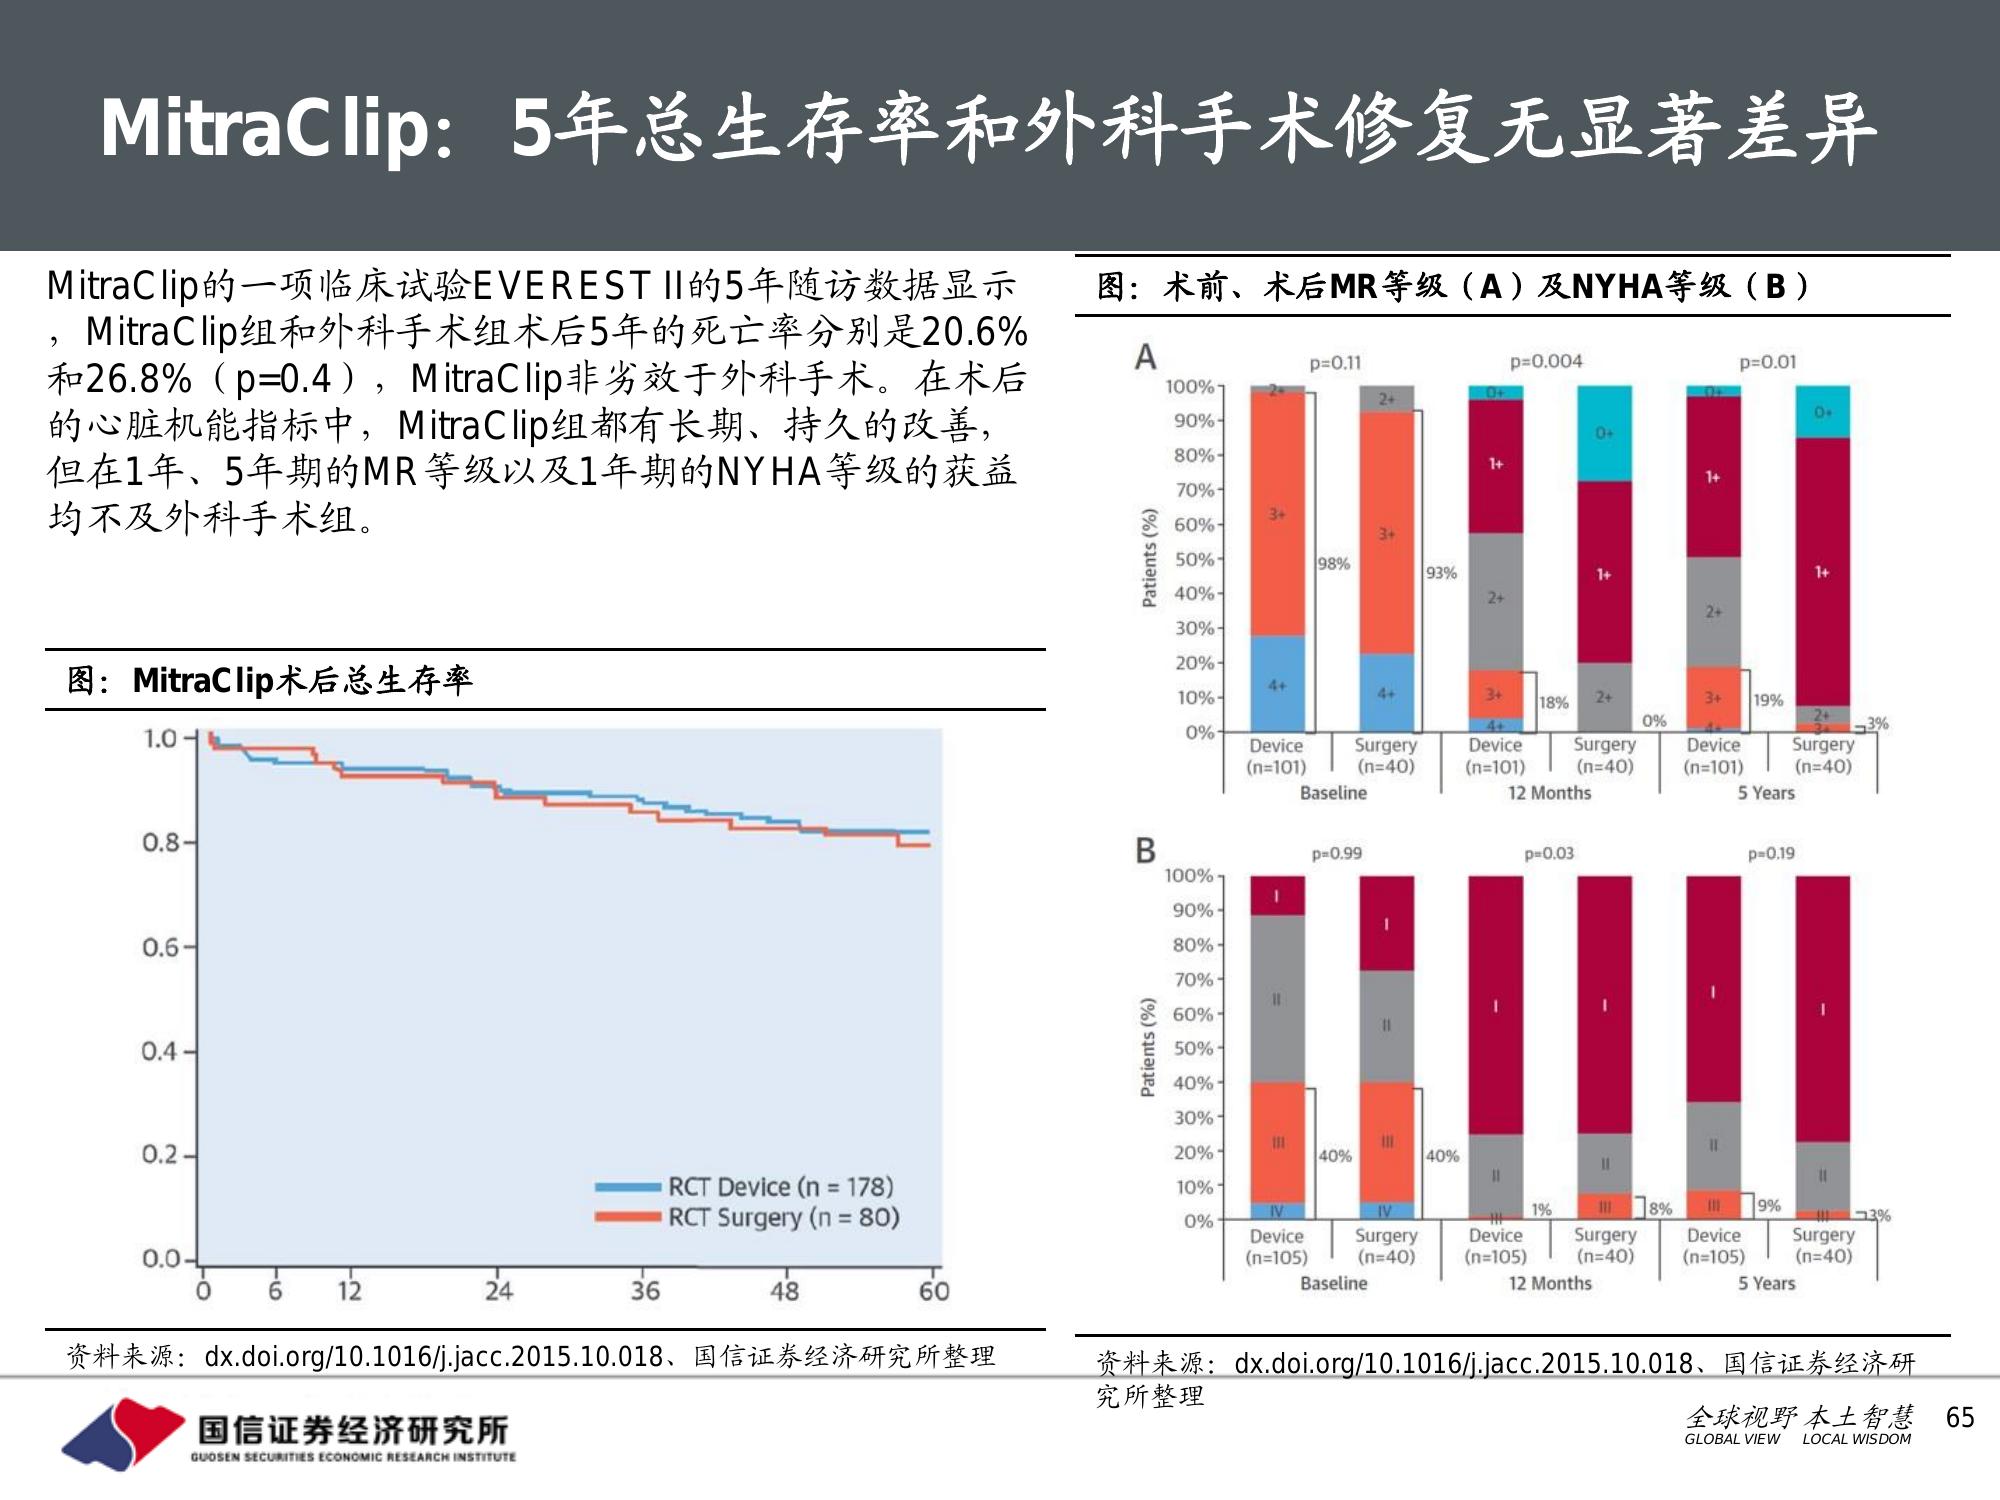 MitraClip：5年总生存率和外科手术修复无显著差异
MitraClip的一项临床试验EVEREST II的5年随访数据显示
，MitraClip组和外科手术组术后5年的死亡率分别是20.6%
和26.8%（p=0.4），MitraClip非劣效于外科手术。在术后
的心脏机能指标中，MitraClip组都有长期、持久的改善，
但在1年、5年期的MR等级以及1年期的NYHA等级的获益
均不及外科手术组。
图：MitraClip术后总生存率
1.0
0.8
0.6
0.4
0.2
0.0
RCT Device (n = 178)
RCT Surgery (n = 80)
0 6 12 24 36 48 60
资料来源：dx.doi.org/10.1016/j.jacc.2015.10.018、国信证券经济研究所整理
图：术前、术后MR等级（A）及NYHA等级（B）
A
p=0.11 p=0.004 p=0.01
Patients (%)
100%
90%
80%
70%
60%
50%
40%
30%
20%
10%
0%
2+ 3+ 4+ 98%
2+ 3+ 4+ 93%
0+ 1+ 2+ 3+ 4+ 18%
0+ 1+ 2+ 0%
0+ 1+ 2+ 3+ 4+ 19%
0+ 1+ 2+ 3+ 3%
Device Surgery Device Surgery Device Surgery
(n=101) (n=40) (n=101) (n=40) (n=101) (n=40)
Baseline 12 Months 5 Years
B
p=0.99 p=0.03 p=0.19
Patients (%)
100%
90%
80%
70%
60%
50%
40%
30%
20%
10%
0%
I II III IV 40%
I II III IV 40%
I II III 1%
I II III 8%
I II III 9%
I II III 3%
Device Surgery Device Surgery Device Surgery
(n=105) (n=40) (n=105) (n=40) (n=105) (n=40)
Baseline 12 Months 5 Years
资料来源：dx.doi.org/10.1016/j.jacc.2015.10.018、国信证券经济研
究所整理
国信证券经济研究所
GUOSEN SECURITIES ECONOMIC RESEARCH INSTITUTE
全球视野 本土智慧
GLOBAL VIEW LOCAL WISDOM
65